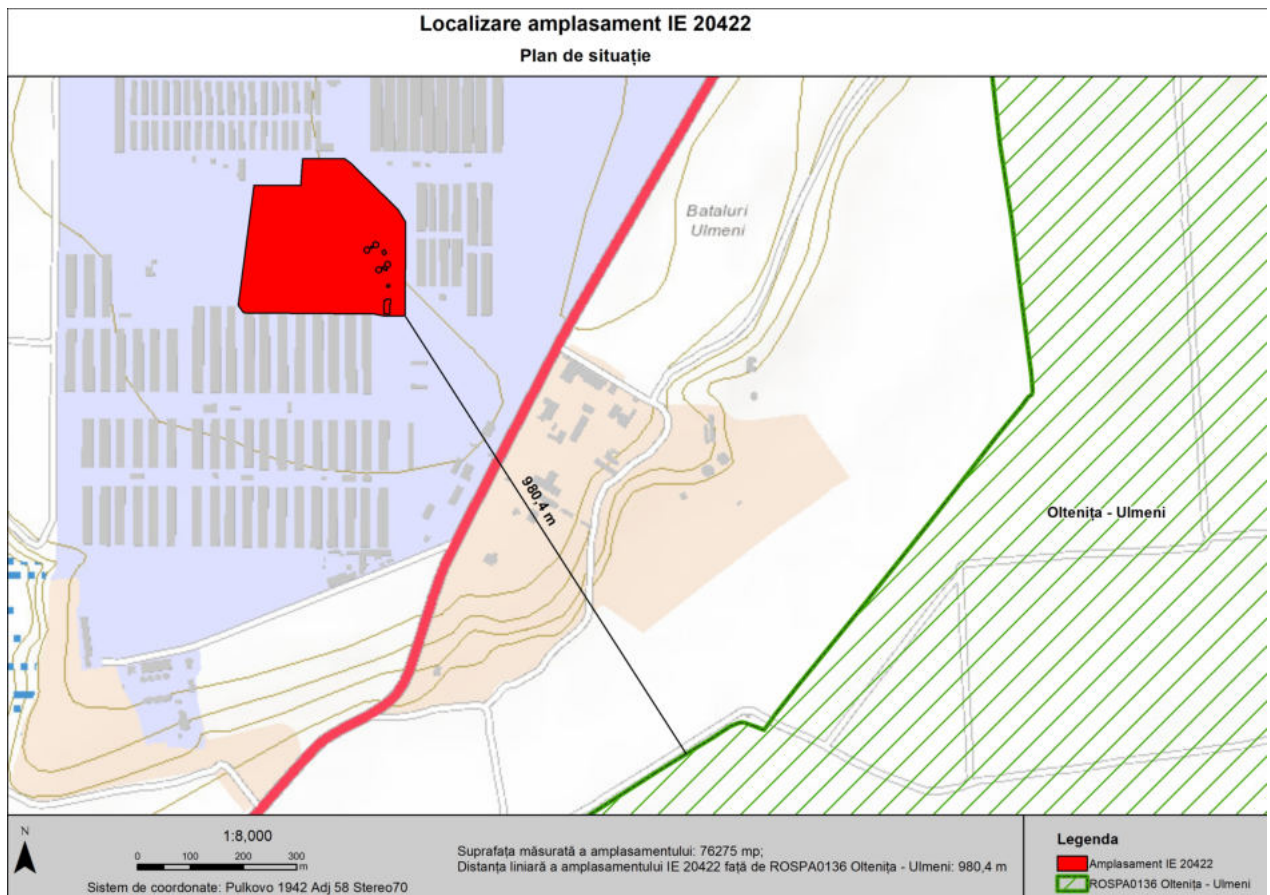 Localizare amplasament IE 20422
Plan de situație
Bataluri
Ulmeni
980,4 m
Oltenița - Ulmeni
N
1:8,000
0 100 200 300
m
Sistem de coordonate: Pulkovo 1942 Adj 58 Stereo70
Suprafața măsurată a amplasamentului: 76275 mp;
Distanța liniară a amplasamentului IE 20422 față de ROSPA0136 Oltenița - Ulmeni: 980,4 m
Legenda
Amplasament IE 20422
ROSPA0136 Oltenița - Ulmeni